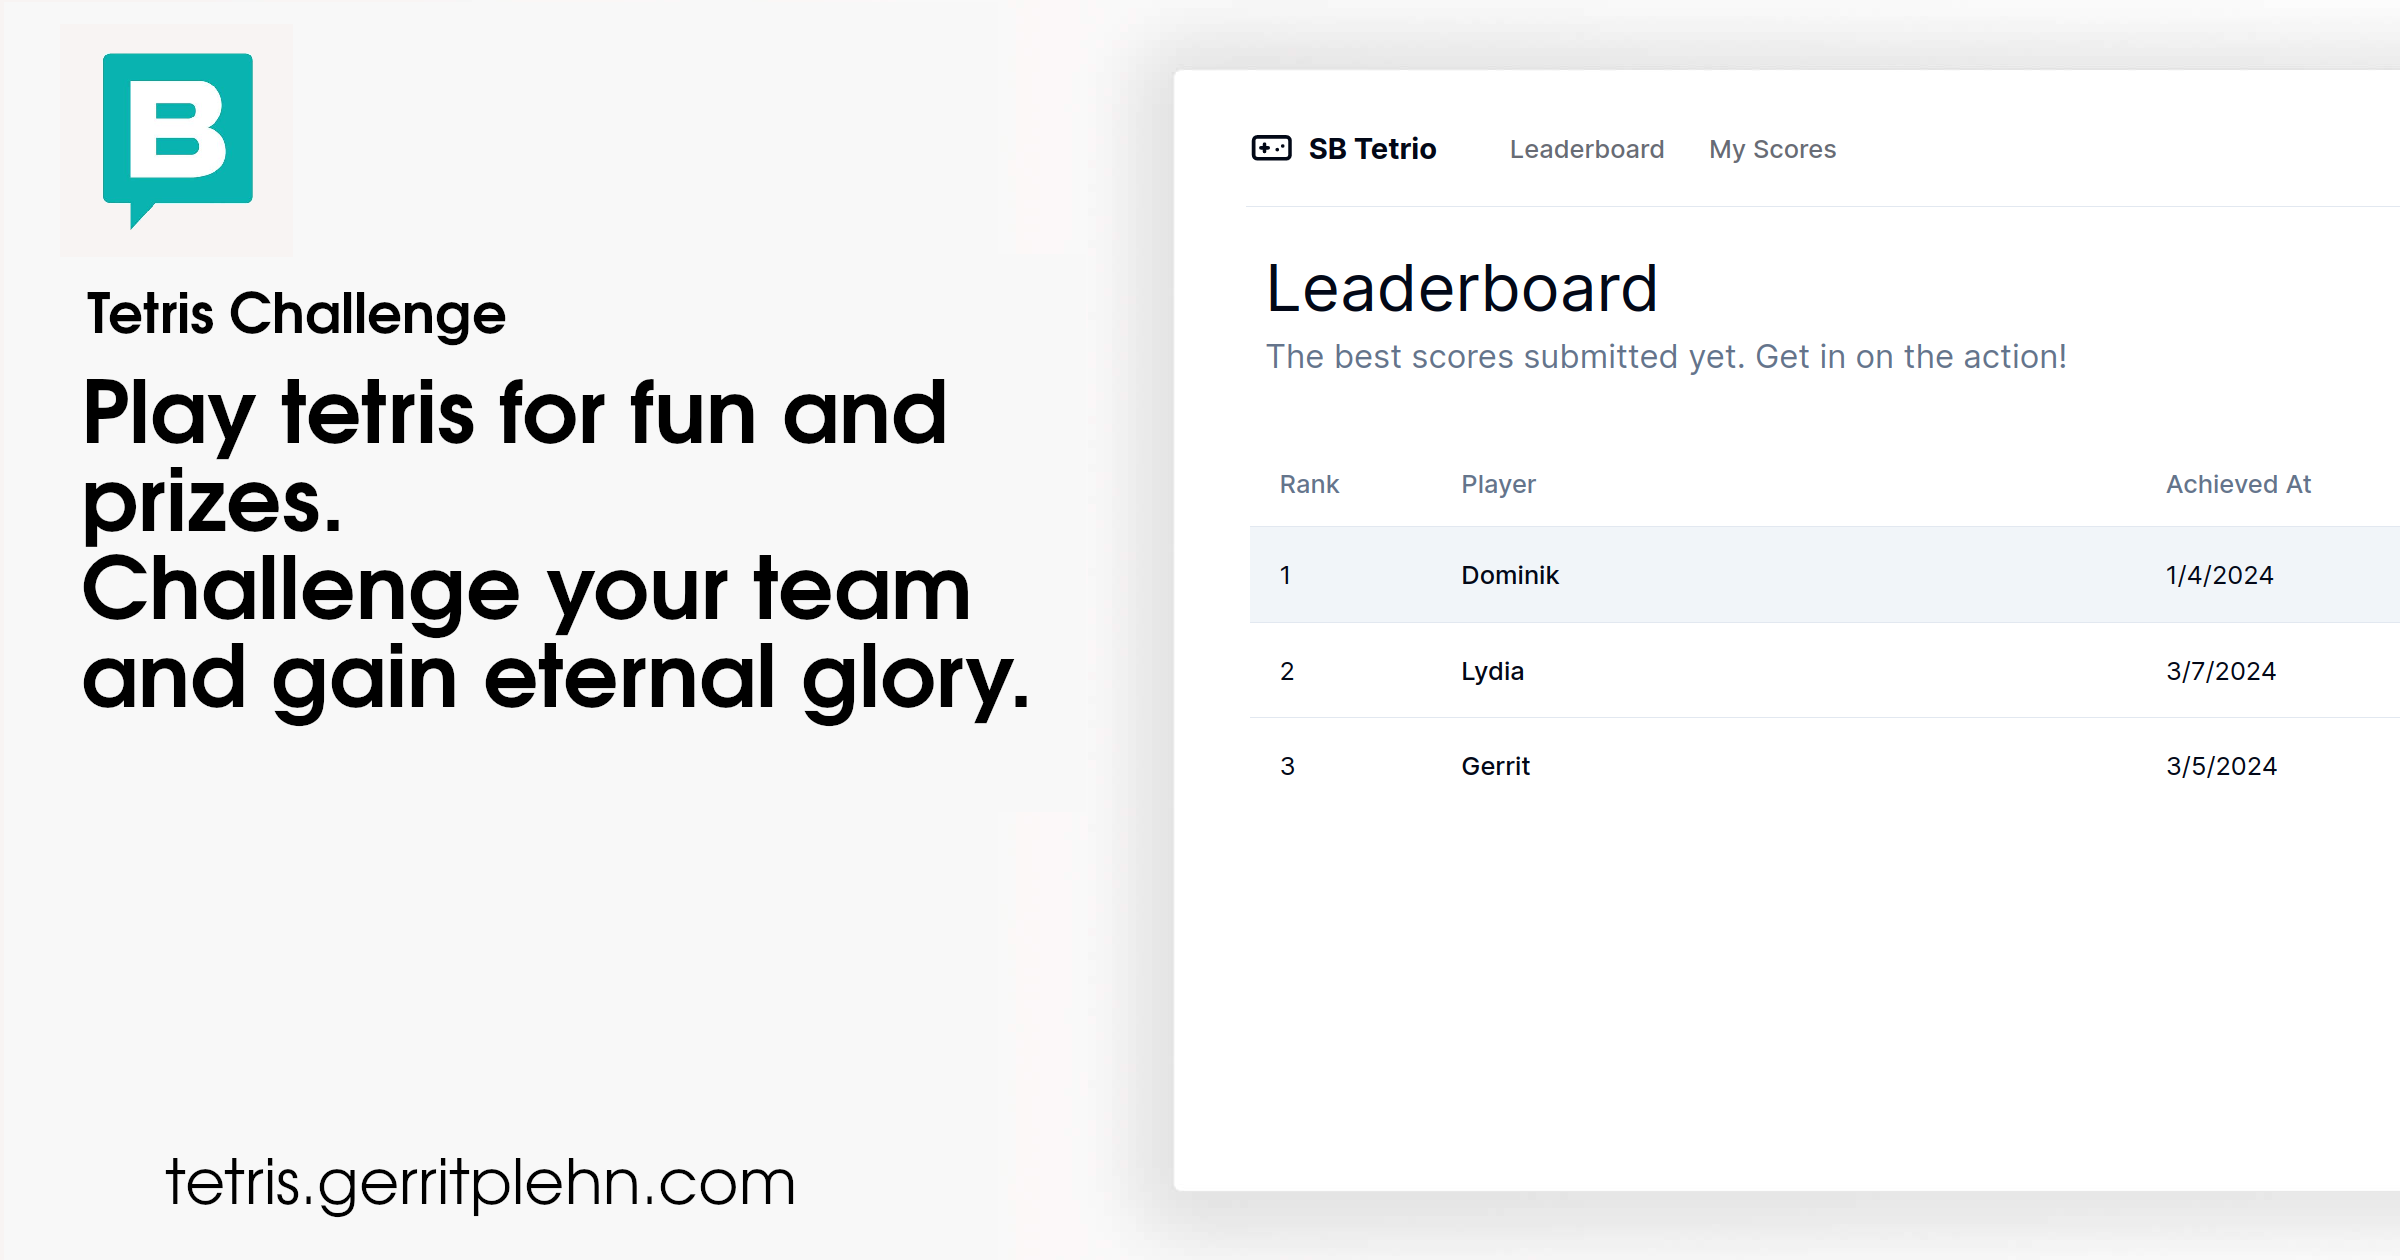 B
Tetris Challenge
Play tetris for fun and
prizes.
Challenge your team
and gain eternal glory.
tetris.gerritplehn.com
SB Tetrio Leaderboard My Scores
Leaderboard
The best scores submitted yet. Get in on the action!
Rank Player Achieved At
1 Dominik 1/4/2024
2 Lydia 3/7/2024
3 Gerrit 3/5/2024